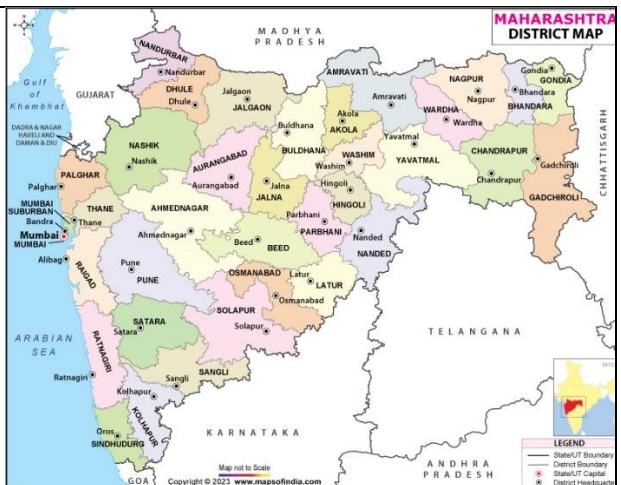 MAHARASHTRA
DISTRICT MAP
MADHYA
PRADESH
Gulf
of
Khambhat
GUJARAT
DADRA & NAGAR
HAVELI AND
DAMAN & DIU
NANDURBAR
Nandurbar
DHULE
Dhule
Jalgaon
JALGAON
NASHIK
Nashik
BULDHANA
Buldhana
AKOLA
Akola
AMRAVATI
Amravati
WARDHA
Wardha
NAGPUR
Nagpur
BHANDARA
Bhandara
GONDIA
Gondia
CHHATTISGARH
PALGHAR
Palghar
MUMBAI
SUBURBAN
Bandra
Mumbai
MUMBAI
THANE
Thane
AURANGABAD
Aurangabad
JALNA
Jalna
WASHIM
Washim
HINGOLI
Hingoli
YAVATMAL
Yavatmal
CHANDRAPUR
Chandrapur
GADCHIROLI
Gadchiroli
AHMEDNAGAR
Ahmednagar
BEED
Beed
PARBHANI
Parbhani
NANDED
Nanded
Alibag
RAIGAD
PUNE
Pune
OSMANABAD
Osmanabad
LATUR
Latur
SOLAPUR
Solapur
SATARA
Satara
ARABIAN
SEA
RATNAGIRI
Ratnagiri
SANGLI
Sangli
KOLHAPUR
Kolhapur
SINDHUDURG
Oros
GOA
KARNATAKA
TELANGANA
ANDHRA
PRADESH
Map not to Scale
Copyright © 2023 www.mapsofindia.com
LEGEND
State/UT Boundary
District Boundary
State/UT Capital
District Headquarte